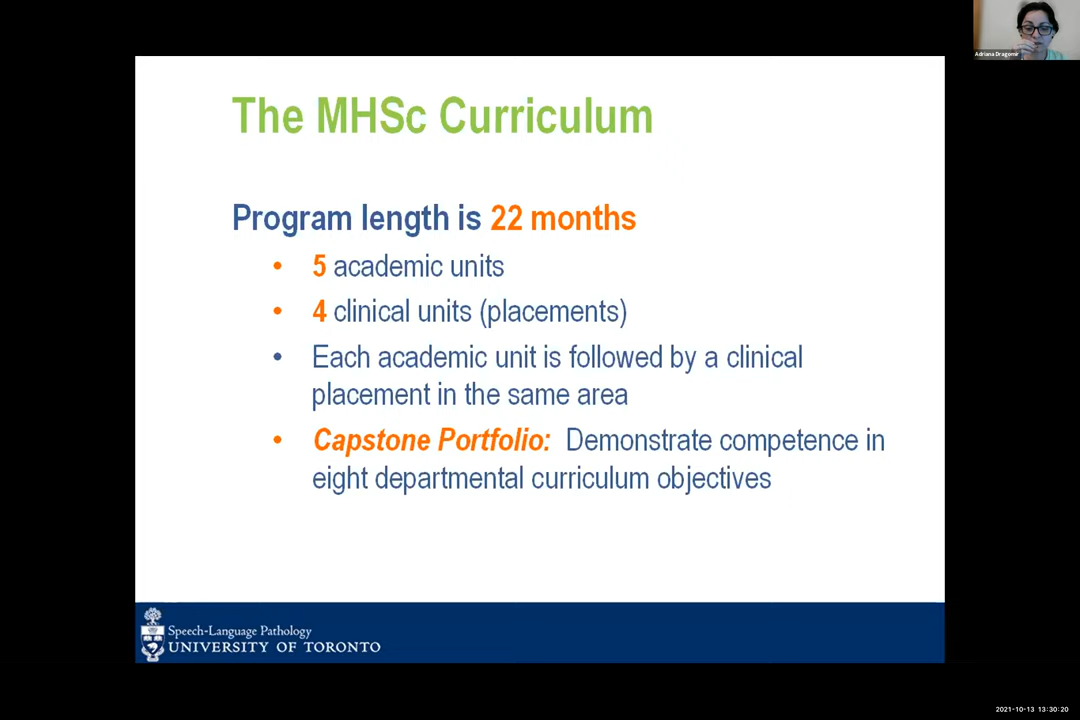 Adriana Dragomir
The MHSc Curriculum
Program length is 22 months
• 5 academic units
• 4 clinical units (placements)
• Each academic unit is followed by a clinical
placement in the same area
• Capstone Portfolio: Demonstrate competence in
eight departmental curriculum objectives
Speech-Language Pathology
UNIVERSITY OF TORONTO
2021-10-13 13:30:20